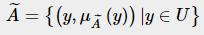 Ã = {(y, μ_Ã (y)) | y ∈ U}